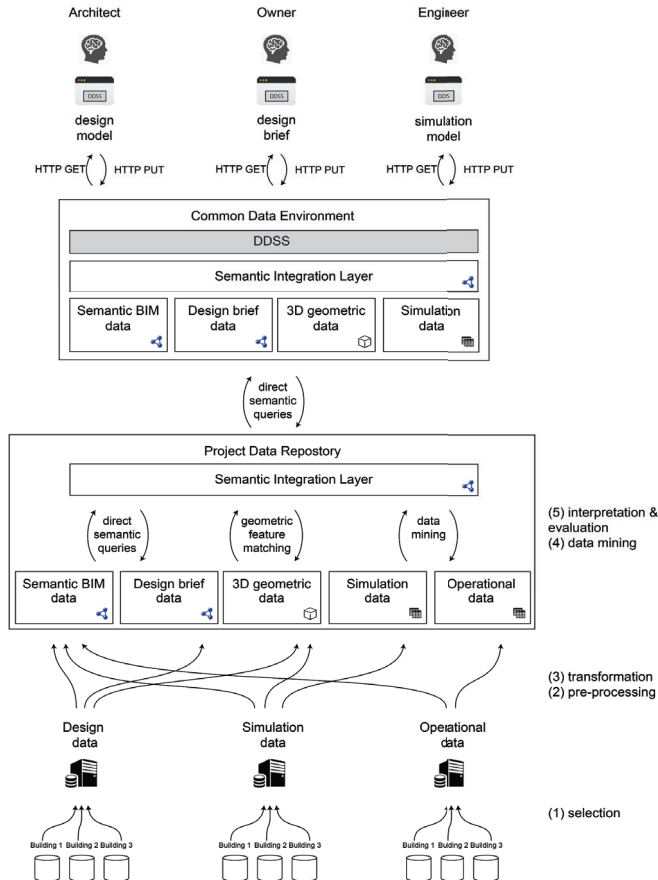 Architect
Owner
Engineer
DDSS
DDSS
DDS
design
model
design
brief
simulation
model
HTTP GET
HTTP PUT
HTTP GET
HTTP PUT
HTTP GET
HTTP PUT
Common Data Environment
DDSS
Semantic Integration Layer
Semantic BIM
data
Design brief
data
3D geometric
data
Simulation
data
direct
semantic
queries
Project Data Repostory
Semantic Integration Layer
direct
semantic
queries
geometric
feature
matching
data
mining
(5) interpretation &
evaluation
(4) data mining
Semantic BIM
data
Design brief
data
3D geometric
data
Simulation
data
Operational
data
(3) transformation
(2) pre-processing
Design
data
Simulation
data
Operational
data
(1) selection
Building 1
Building 2
Building 3
Building 1
Building 2
Building 3
Building 1
Building 2
Building 3